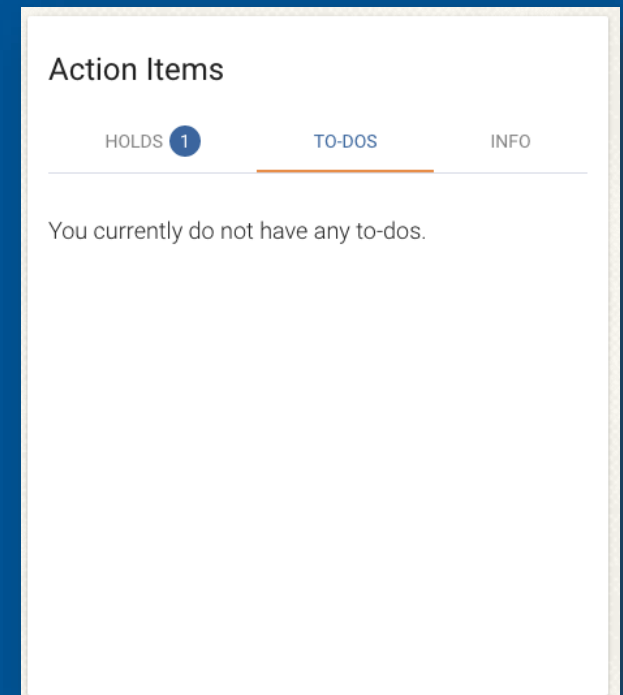 Action Items
HOLDS 1 TO-DOS INFO
You currently do not have any to-dos.